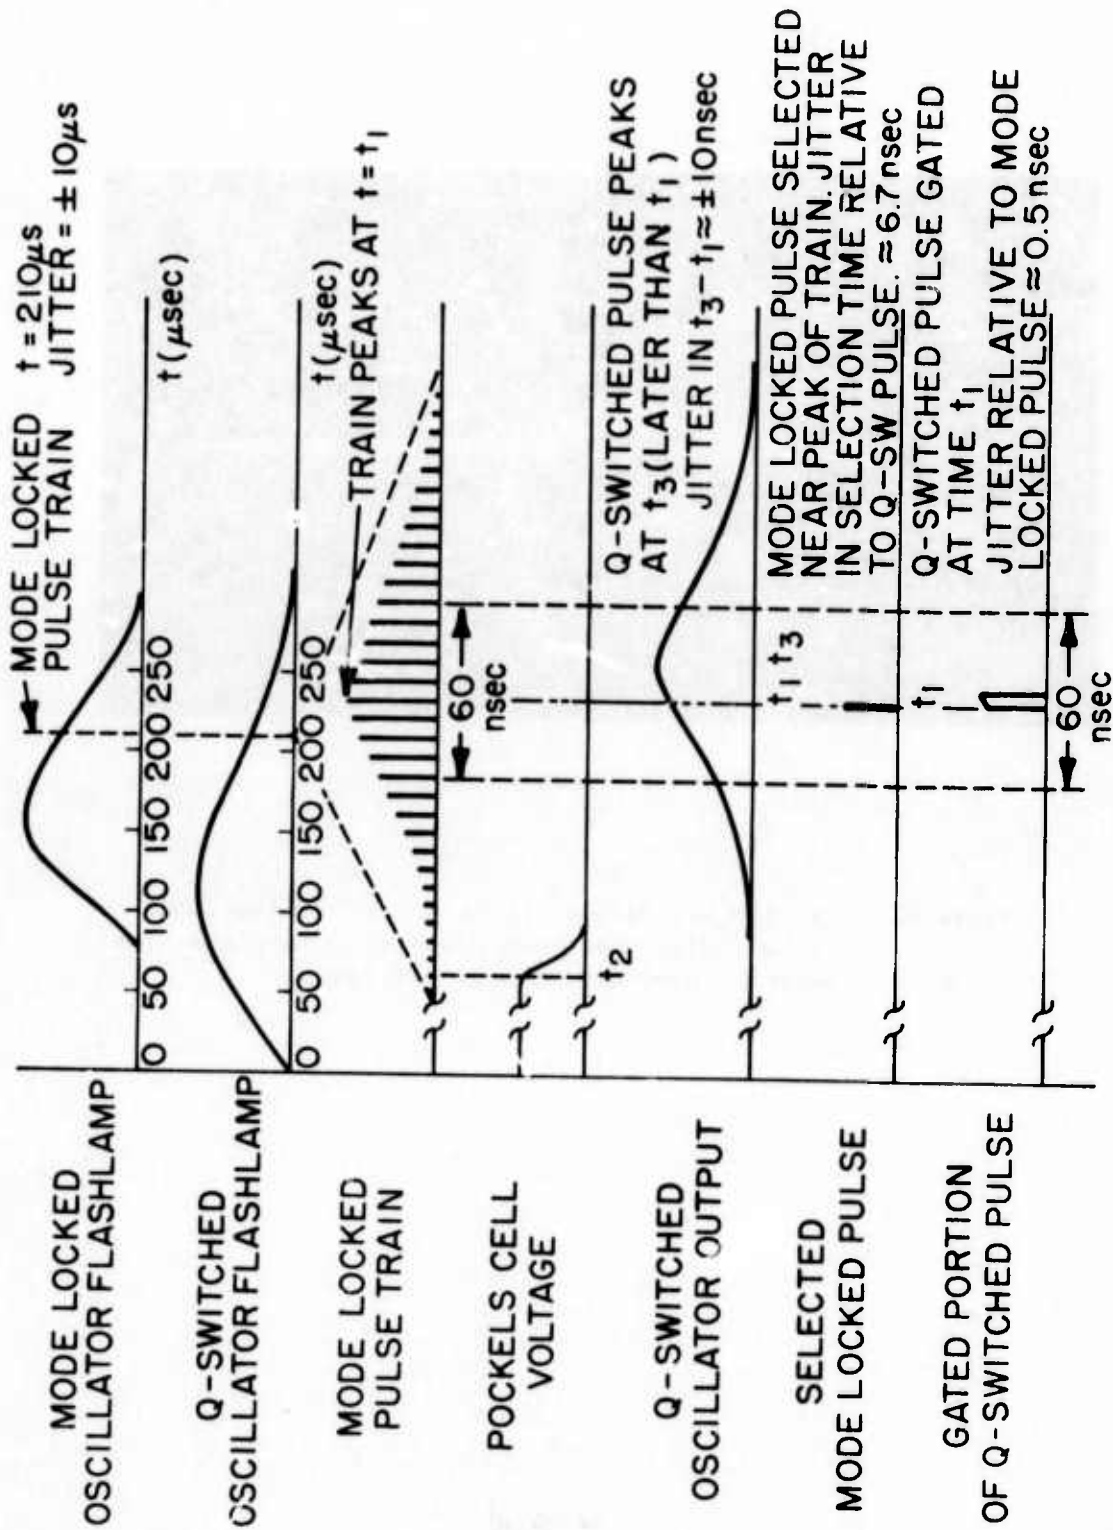 MODE LOCKED
OSCILLATOR FLASHLAMP
MODE LOCKED
PULSE TRAIN
t = 210μs
JITTER = ± 10μs
0 50 100 150 200 250
t(μsec)
Q-SWITCHED
OSCILLATOR FLASHLAMP
0 50 100 150 200 250
t(μsec)
MODE LOCKED
PULSE TRAIN
TRAIN PEAKS AT t = t1
60
nsec
POCKELS CELL
VOLTAGE
t2
Q-SWITCHED
OSCILLATOR OUTPUT
Q-SWITCHED PULSE PEAKS
AT t3(LATER THAN t1)
JITTER IN t3-t1≈±10nsec
t1 t3
SELECTED
MODE LOCKED PULSE
MODE LOCKED PULSE SELECTED
NEAR PEAK OF TRAIN. JITTER
IN SELECTION TIME RELATIVE
TO Q-SW PULSE. ≈6.7nsec
t1
GATED PORTION
OF Q-SWITCHED PULSE
Q-SWITCHED PULSE GATED
AT TIME t1
JITTER RELATIVE TO MODE
LOCKED PULSE≈0.5nsec
60
nsec